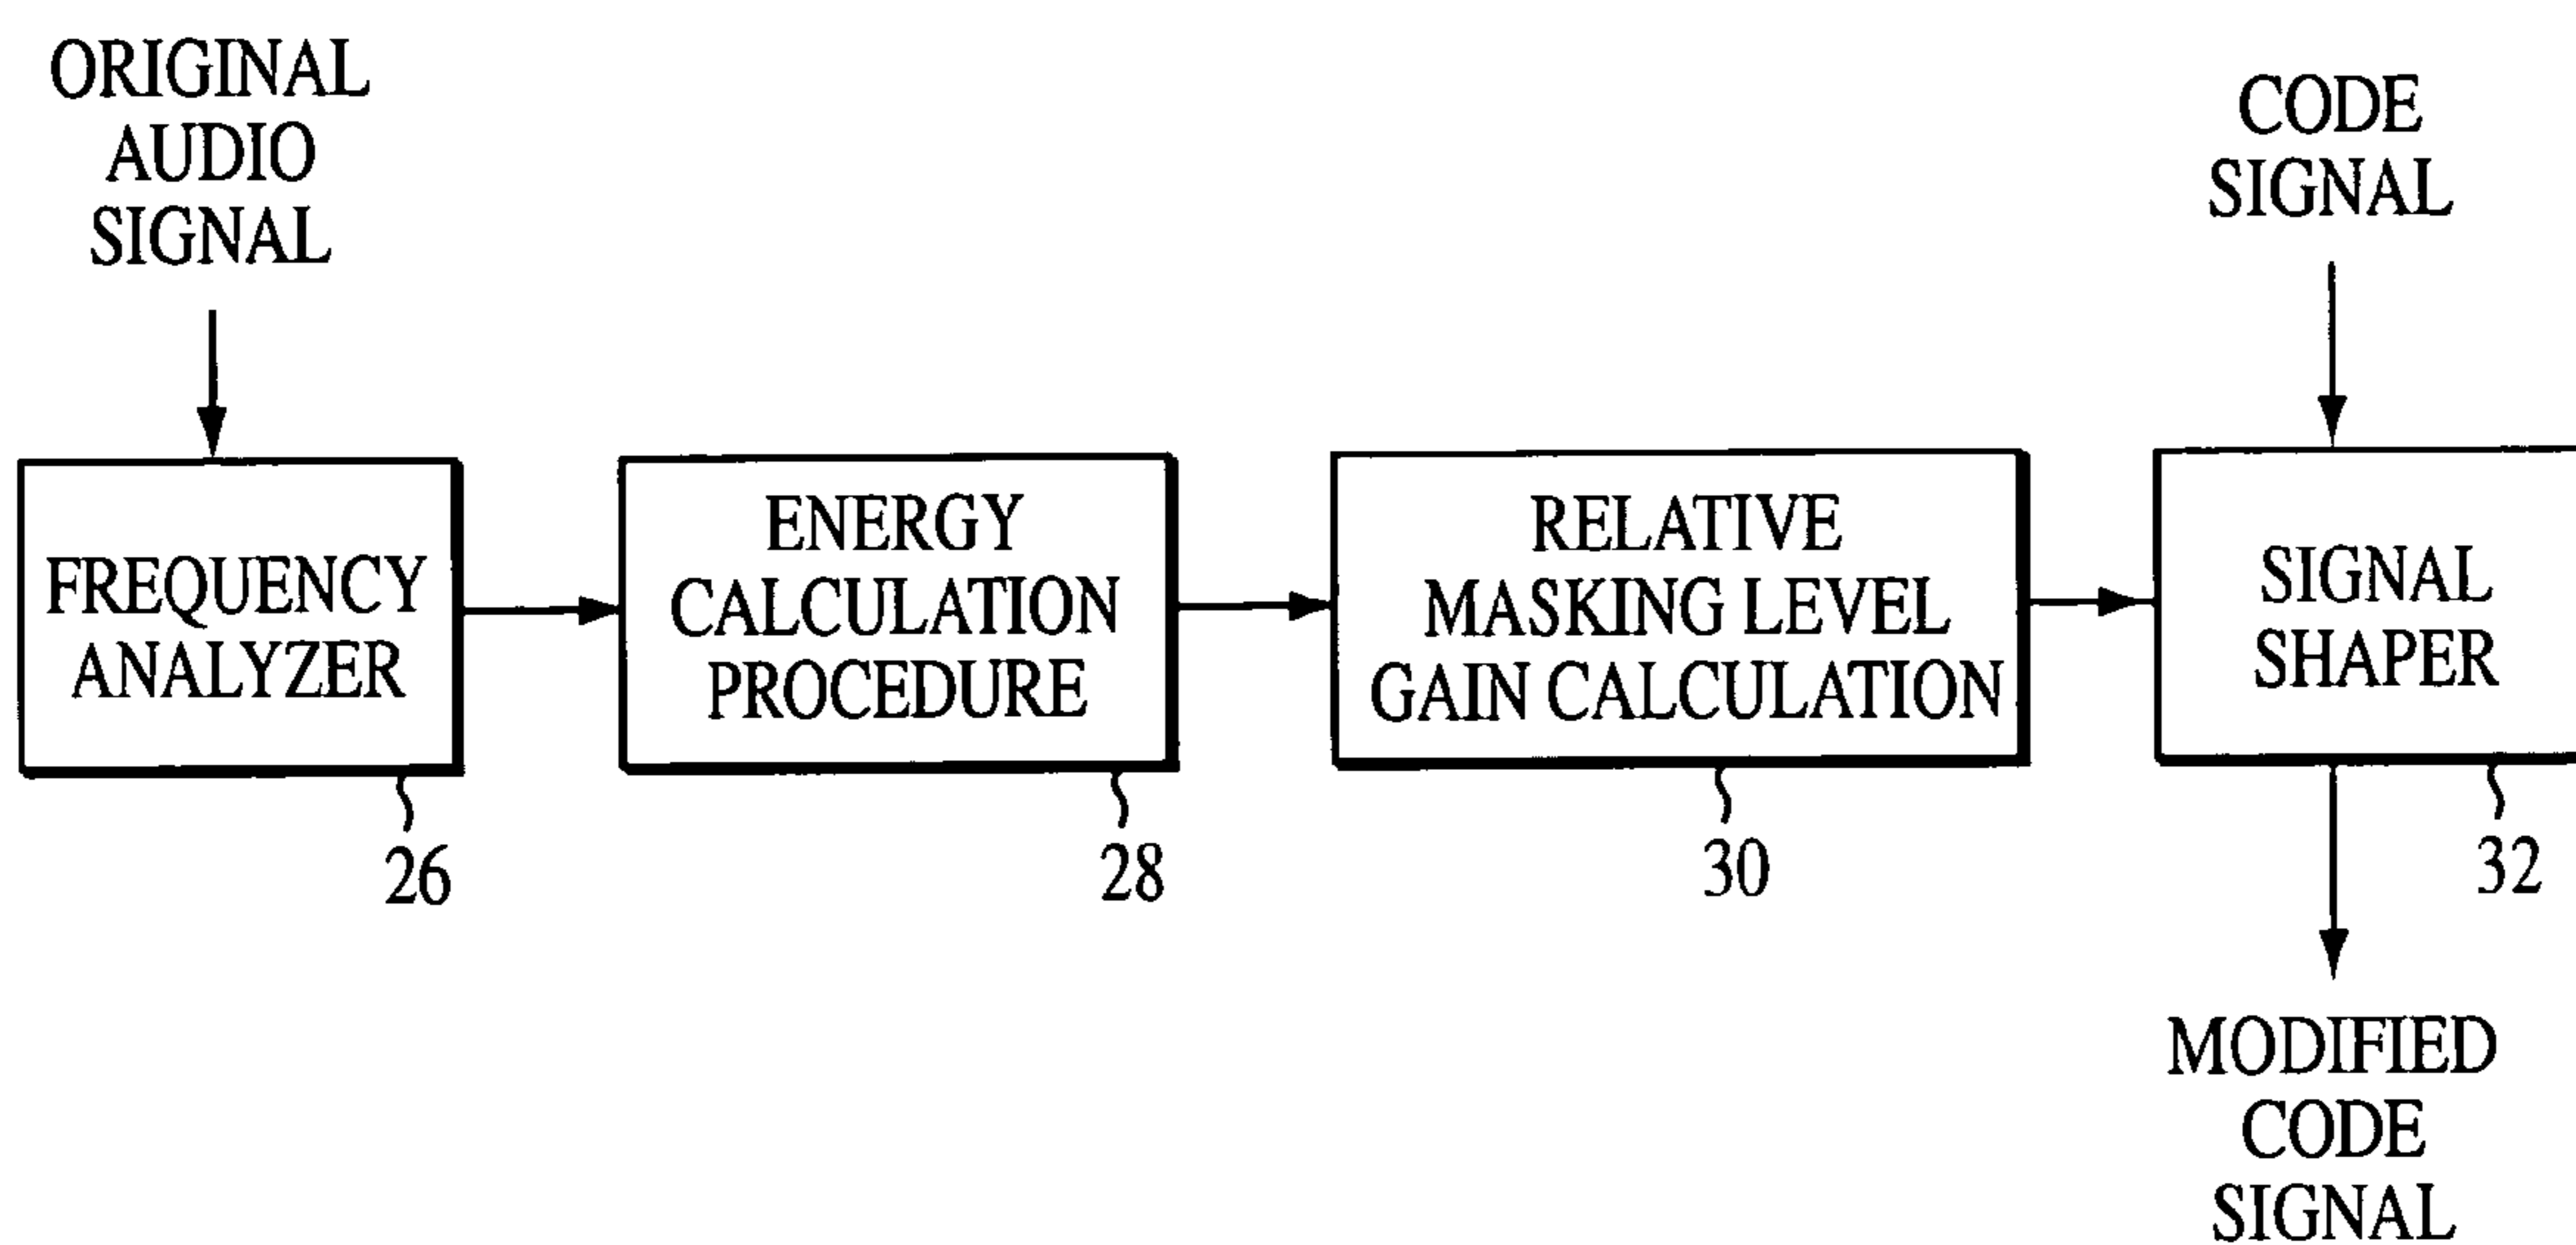 ORIGINAL
AUDIO
SIGNAL
CODE
SIGNAL
FREQUENCY
ANALYZER
ENERGY
CALCULATION
PROCEDURE
RELATIVE
MASKING LEVEL
GAIN CALCULATION
SIGNAL
SHAPER
26
28
30
32
MODIFIED
CODE
SIGNAL